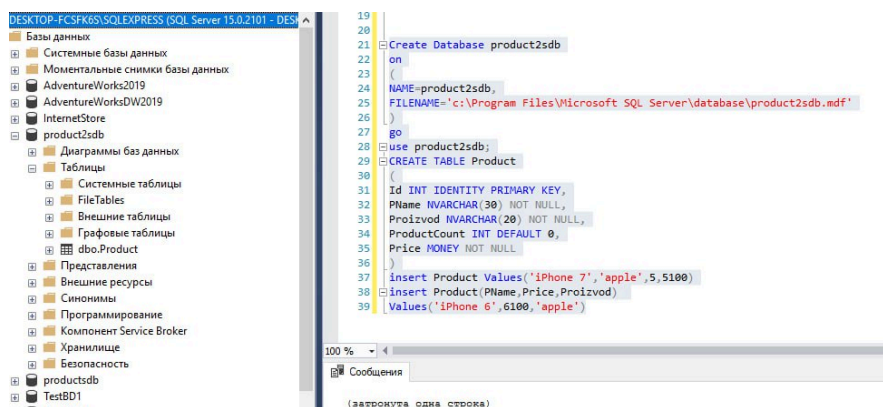 DESKTOP-FCSFK6S\SQLEXPRESS (SQL Server 15.0.2101 - DESK
Базы данных
Системные базы данных
Моментальные снимки базы данных
AdventureWorks2019
AdventureWorksDW2019
InternetStore
product2sdb
Диаграммы баз данных
Таблицы
Системные таблицы
FileTables
Внешние таблицы
Графовые таблицы
dbo.Product
Представления
Внешние ресурсы
Синонимы
Программирование
Компонент Service Broker
Хранилище
Безопасность
productsdb
TestBD1
19
20
21 Create Database product2sdb
22 on
23 (
24 NAME=product2sdb,
25 FILENAME='c:\Program Files\Microsoft SQL Server\database\product2sdb.mdf'
26 )
27 go
28 use product2sdb;
29 CREATE TABLE Product
30 (
31 Id INT IDENTITY PRIMARY KEY,
32 PName NVARCHAR(30) NOT NULL,
33 Proizvod NVARCHAR(20) NOT NULL,
34 ProductCount INT DEFAULT 0,
35 Price MONEY NOT NULL
36 )
37 insert Product Values('iPhone 7','apple',5,5100)
38 insert Product(PName,Price,Proizvod)
39 Values('iPhone 6',6100,'apple')
100 %
Сообщения
(затронута одна строка)